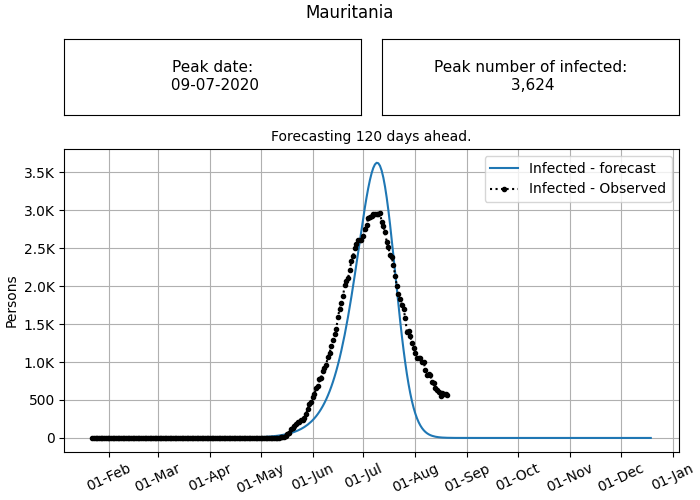 Mauritania
Peak date:
09-07-2020
Peak number of infected:
3,624
Forecasting 120 days ahead.
Infected - forecast
Infected - Observed
3.5K
3.0K
2.5K
2.0K
1.5K
1.0K
500
0
Persons
01-Feb
01-Mar
01-Apr
01-May
01-Jun
01-Jul
01-Aug
01-Sep
01-Oct
01-Nov
01-Dec
01-Jan